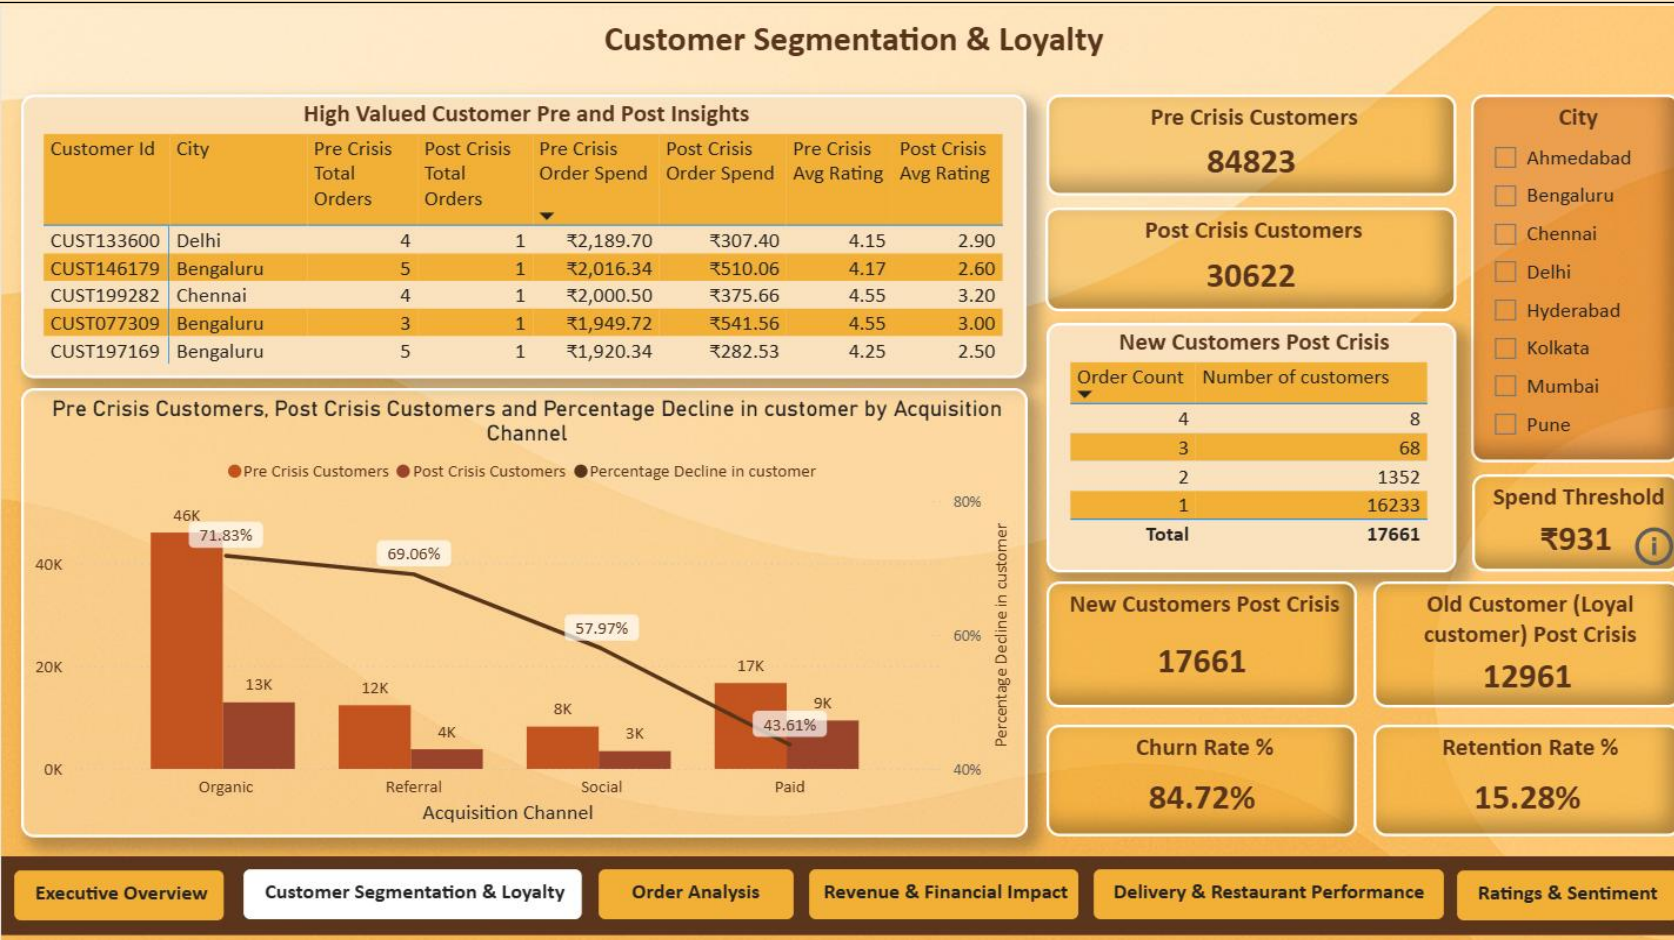 Customer Segmentation & Loyalty
High Valued Customer Pre and Post Insights
Customer Id City Pre Crisis Total Orders Post Crisis Total Orders Pre Crisis Order Spend Post Crisis Order Spend Pre Crisis Avg Rating Post Crisis Avg Rating
CUST133600 Delhi 4 1 ₹2,189.70 ₹307.40 4.15 2.90
CUST146179 Bengaluru 5 1 ₹2,016.34 ₹510.06 4.17 2.60
CUST199282 Chennai 4 1 ₹2,000.50 ₹375.66 4.55 3.20
CUST077309 Bengaluru 3 1 ₹1,949.72 ₹541.56 4.55 3.00
CUST197169 Bengaluru 5 1 ₹1,920.34 ₹282.53 4.25 2.50
Pre Crisis Customers, Post Crisis Customers and Percentage Decline in customer by Acquisition
Channel
Pre Crisis Customers Post Crisis Customers Percentage Decline in customer
40K
20K
0K
46K
71.83%
13K
69.06%
12K
4K
57.97%
8K
3K
17K
43.61%
9K
80%
60%
40%
Percentage Decline in customer
Organic Referral Social Paid
Acquisition Channel
Pre Crisis Customers
84823
Post Crisis Customers
30622
New Customers Post Crisis
Order Count Number of customers
4 8
3 68
2 1352
1 16233
Total 17661
City
Ahmedabad
Bengaluru
Chennai
Delhi
Hyderabad
Kolkata
Mumbai
Pune
Spend Threshold
₹931
i
New Customers Post Crisis
17661
Old Customer (Loyal
customer) Post Crisis
12961
Churn Rate %
84.72%
Retention Rate %
15.28%
Executive Overview Customer Segmentation & Loyalty Order Analysis Revenue & Financial Impact Delivery & Restaurant Performance Ratings & Sentiment